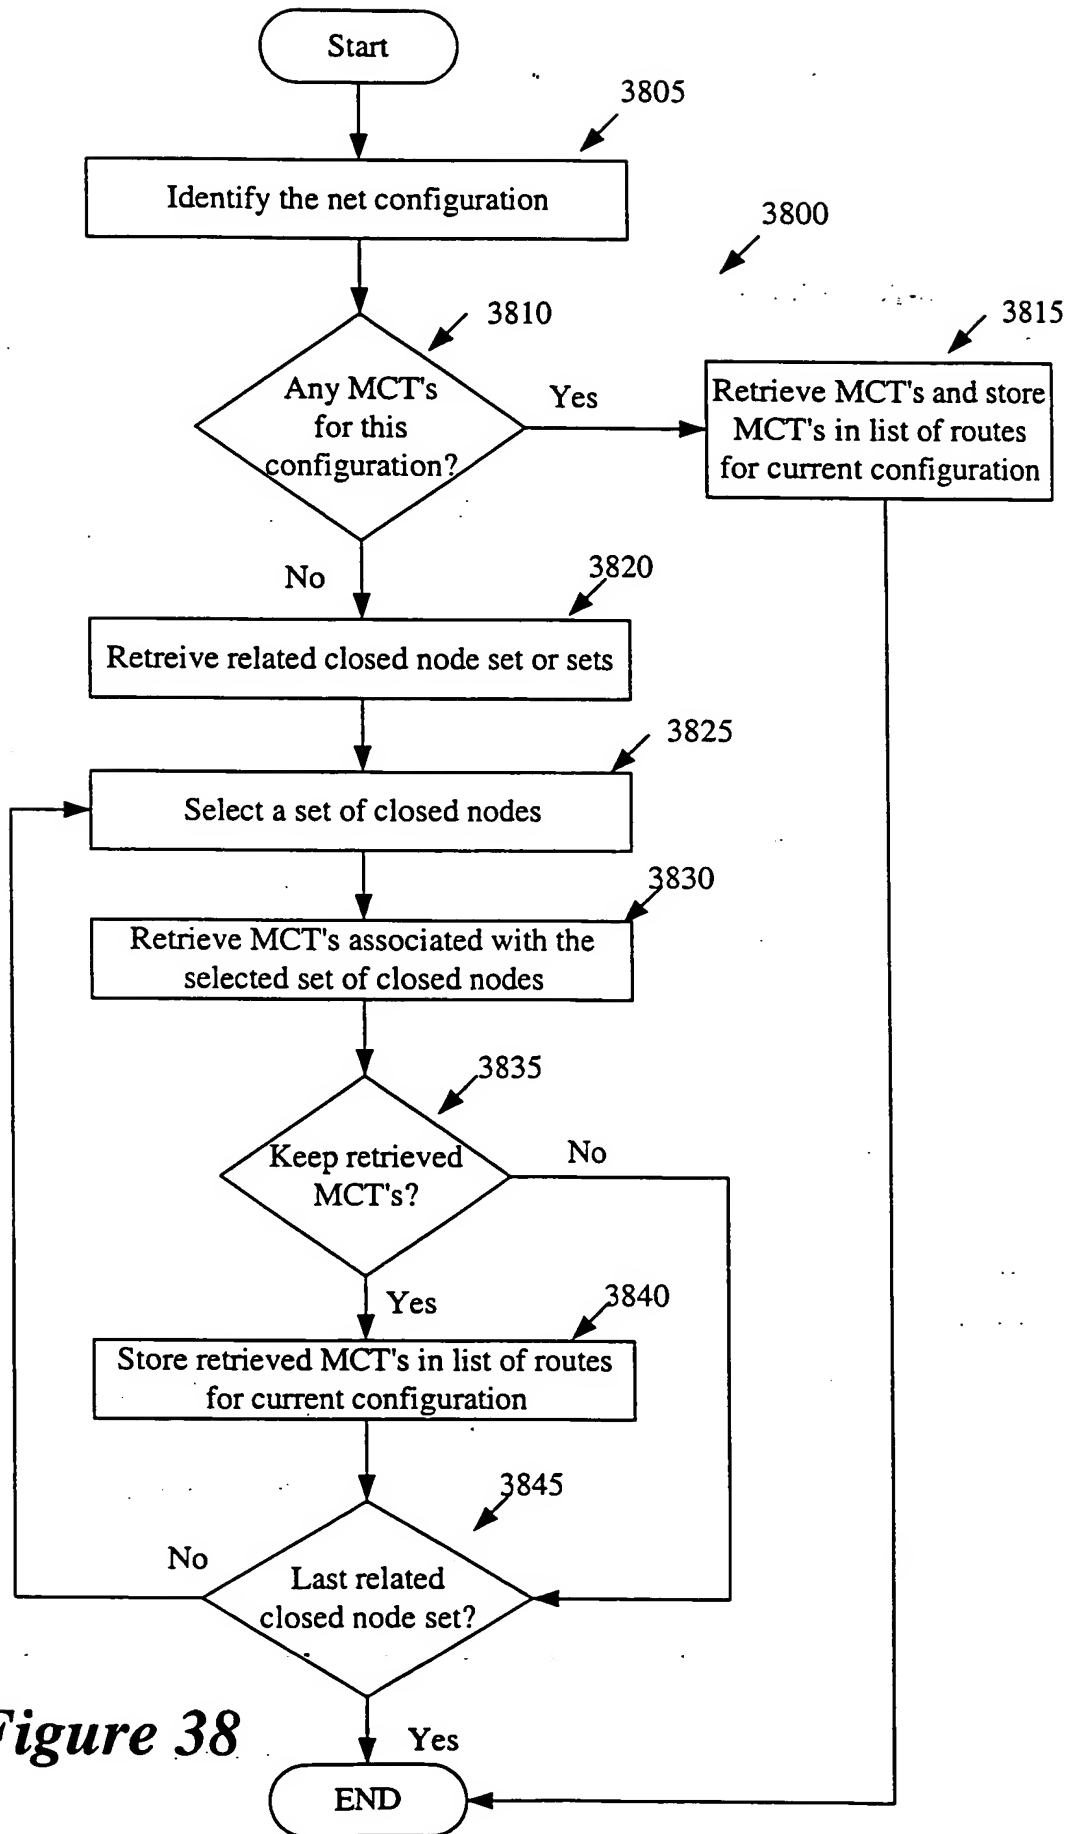 Start
3805
Identify the net configuration
3800
3810
3815
Any MCT's
for this
configuration?
Yes
Retrieve MCT's and store
MCT's in list of routes
for current configuration
No
3820
Retreive related closed node set or sets
3825
Select a set of closed nodes
3830
Retrieve MCT's associated with the
selected set of closed nodes
3835
Keep retrieved
MCT's?
No
Yes
3840
Store retrieved MCT's in list of routes
for current configuration
3845
No
Last related
closed node set?
Figure 38
Yes
END